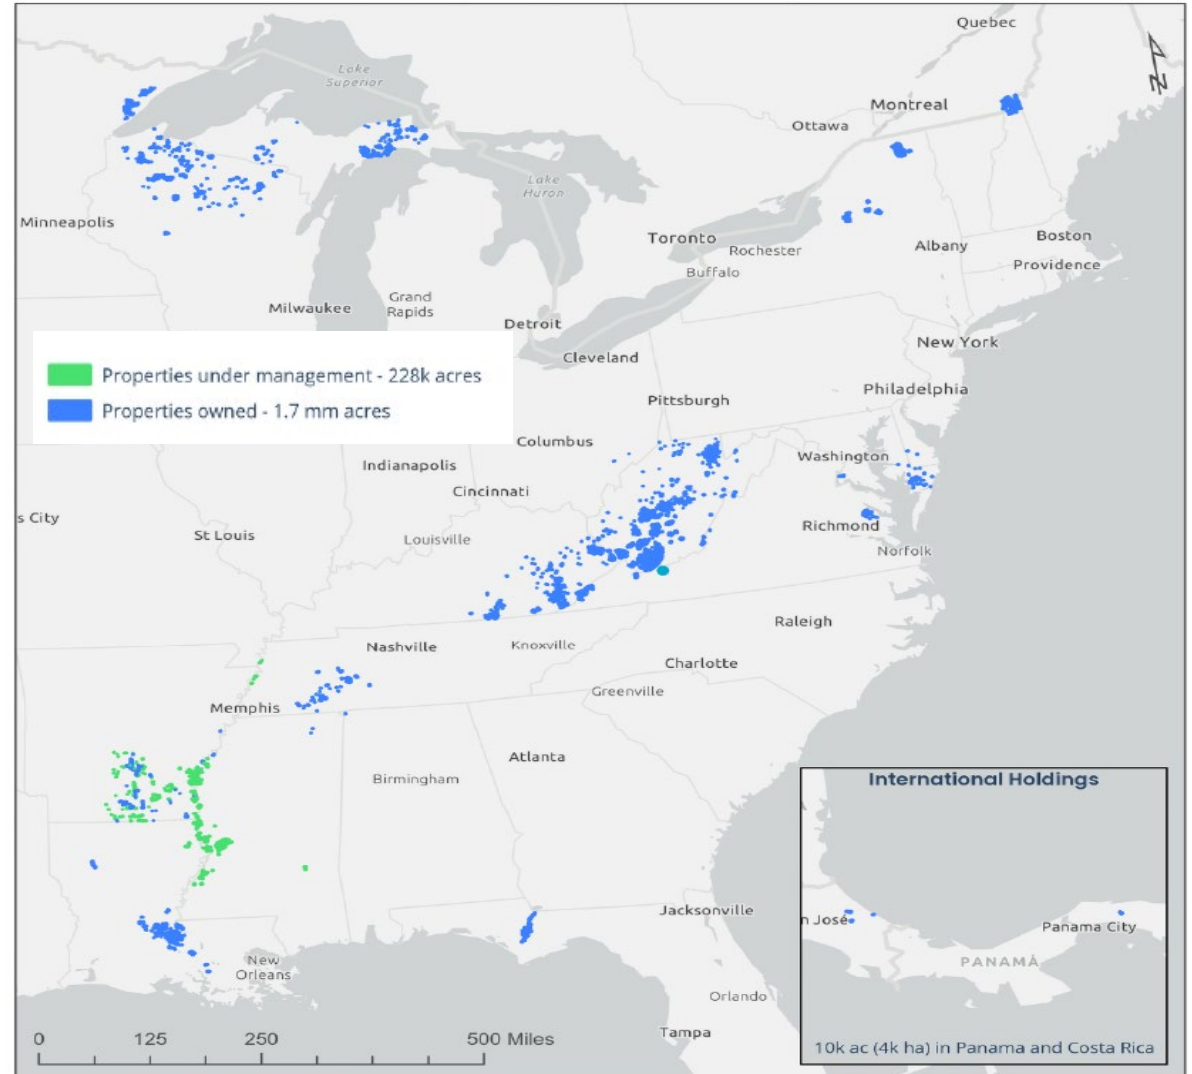 Quebec
Lake
Superior
Montreal
Ottawa
Lake
Huron
Minneapolis
Toronto
Rochester
Albany
Boston
Providence
Buffalo
Milwaukee
Grand
Rapids
Detroit
New York
Cleveland
Properties under management - 228k acres
Properties owned - 1.7 mm acres
Philadelphia
Pittsburgh
Columbus
Washington
Indianapolis
Cincinnati
s City
St Louis
Louisville
Richmond
Norfolk
Raleigh
Nashville
Knoxville
Charlotte
Greenville
Memphis
Atlanta
Birmingham
International Holdings
Jacksonville
n José
Panama City
PANAMÁ
New
Orleans
Orlando
Tampa
0 125 250 500 Miles
10k ac (4k ha) in Panama and Costa Rica
N